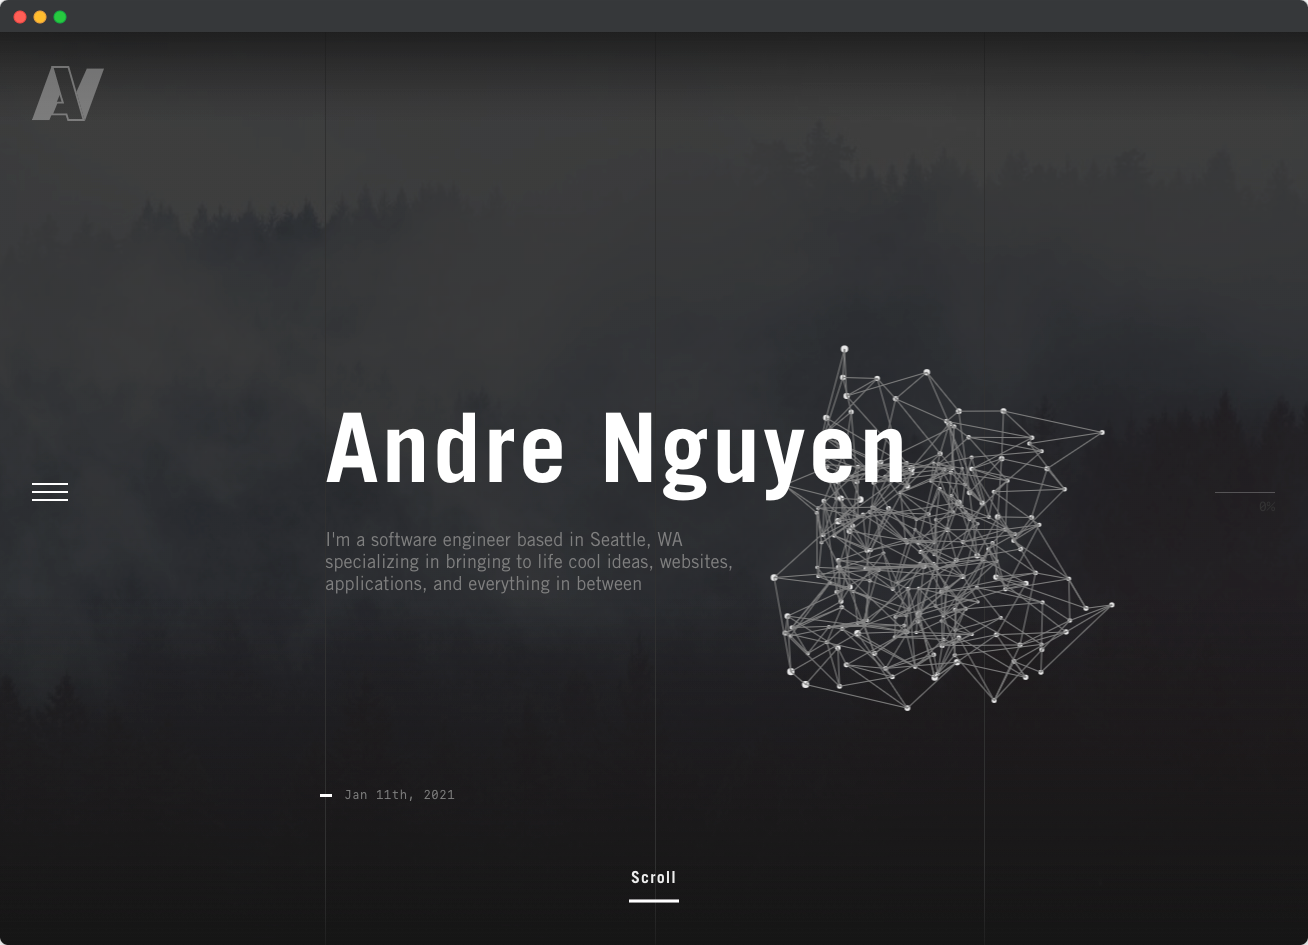 AN
Andre Nguyen
I'm a software engineer based in Seattle, WA
specializing in bringing to life cool ideas, websites,
applications, and everything in between
0%
Jan 11th, 2021
Scroll